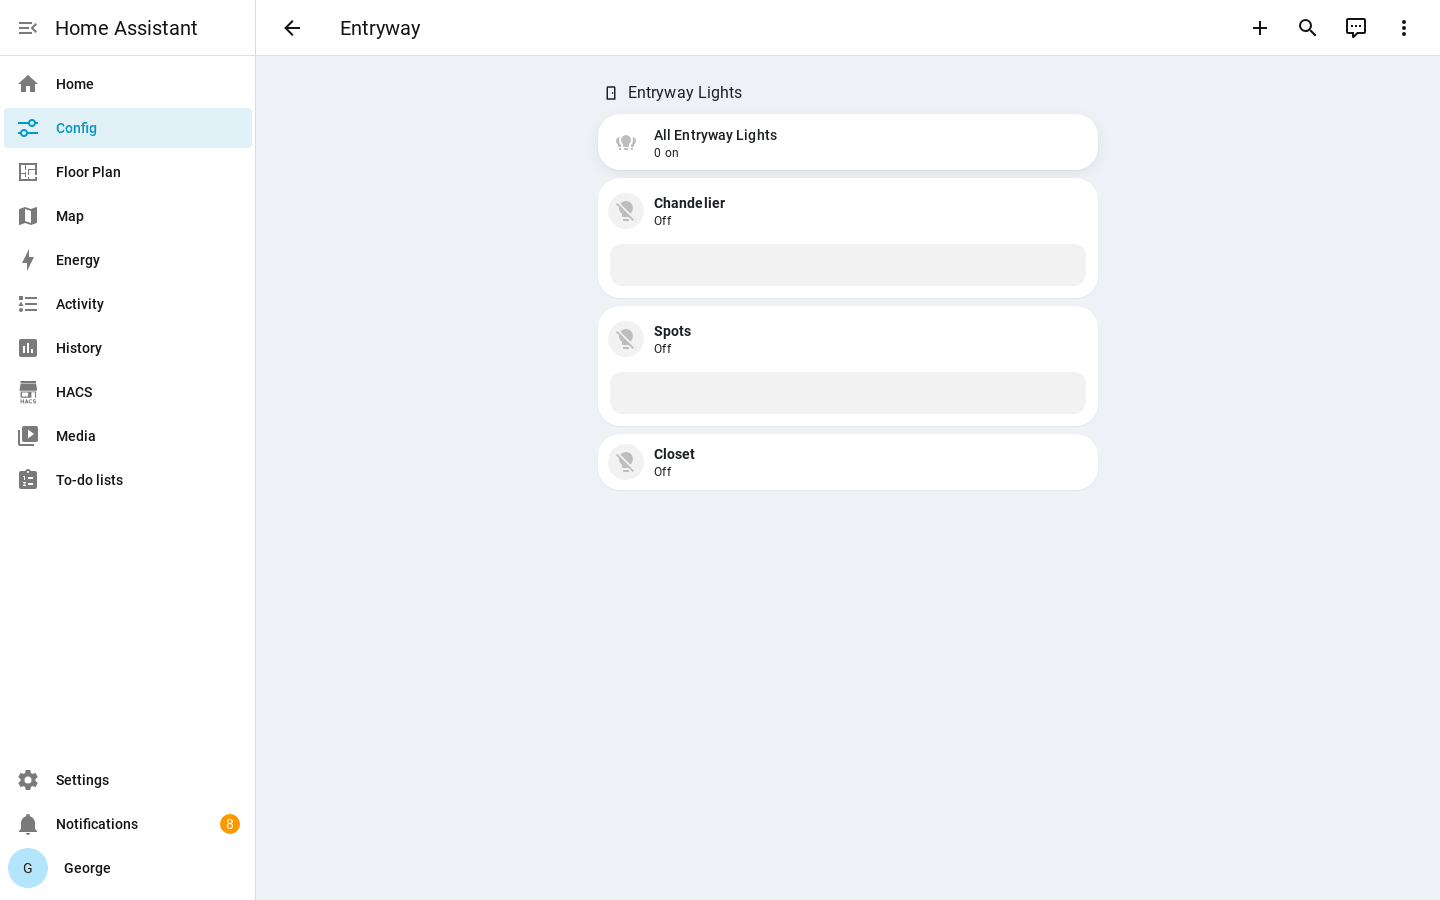 Home Assistant
Home
Config
Floor Plan
Map
Energy
Activity
History
HACS
HACS
Media
To-do lists
Settings
Notifications
8
G
George
Entryway
Entryway Lights
All Entryway Lights
0 on
Chandelier
Off
Spots
Off
Closet
Off